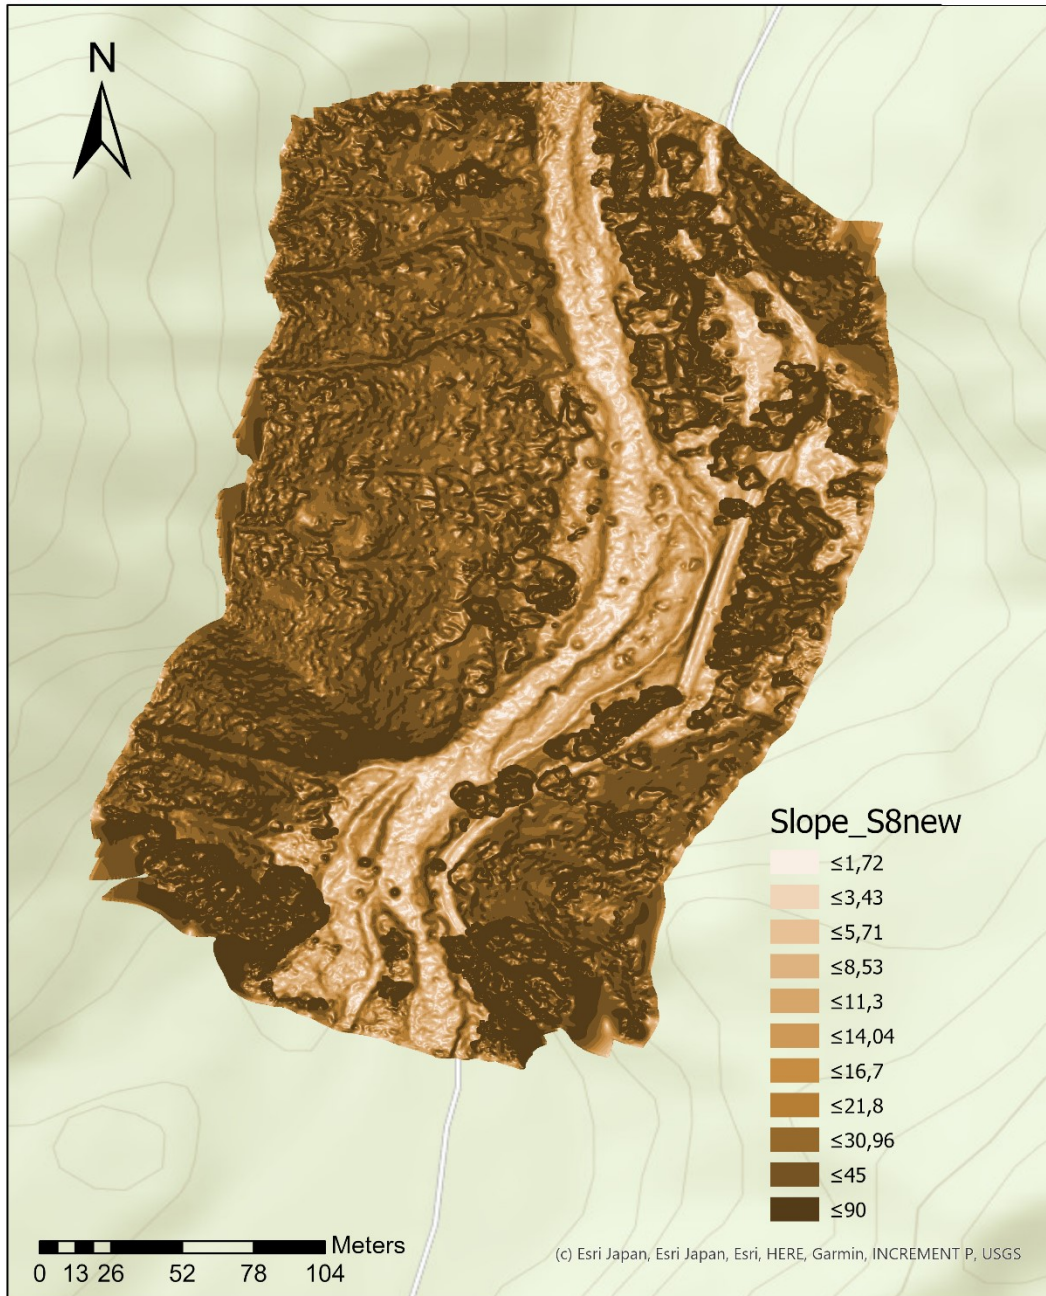 N
Slope_S8new
≤1,72
≤3,43
≤5,71
≤8,53
≤11,3
≤14,04
≤16,7
≤21,8
≤30,96
≤45
≤90
Meters
0 13 26 52 78 104
(c) Esri Japan, Esri Japan, Esri, HERE, Garmin, INCREMENT P, USGS